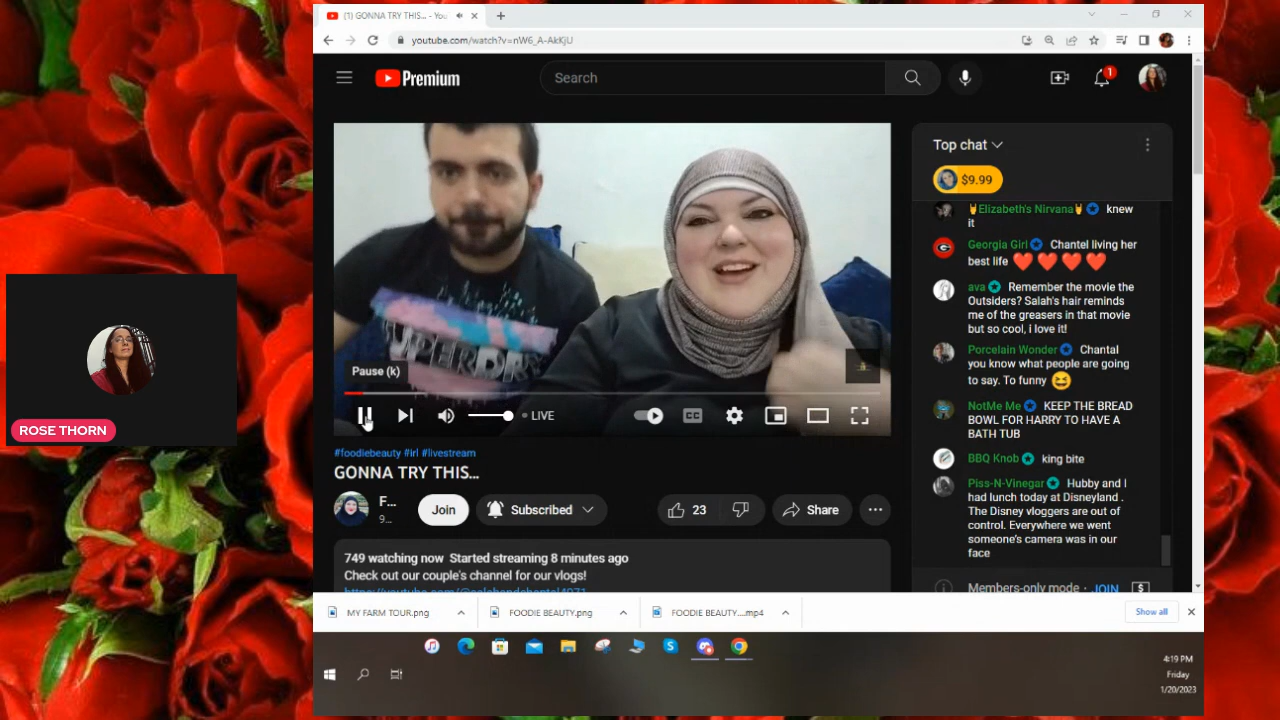 (1) GONNA TRY THIS... - You
youtube.com/watch?v=nW6_A-AkKjU
Premium
Search
1
Top chat
$9.99
Elizabeth's Nirvana knew
it
Georgia Girl Chantel living her
best life
ava Remember the movie the
Outsiders? Salah's hair reminds
me of the greasers in that movie
but so cool, i love it!
Porcelain Wonder Chantal
you know what people are going
to say. To funny
NotMe Me KEEP THE BREAD
BOWL FOR HARRY TO HAVE A
BATH TUB
BBQ Knob king bite
Piss-N-Vinegar Hubby and I
had lunch today at Disneyland .
The Disney vloggers are out of
control. Everywhere we went
someone's camera was in our
face
Members-only mode · JOIN
SUPERDRY
Pause (k)
LIVE
CC
#foodiebeauty #irl #livestream
GONNA TRY THIS...
F...
9...
Join
Subscribed
23
Share
749 watching now Started streaming 8 minutes ago
Check out our couple's channel for our vlogs!
ROSE THORN
MY FARM TOUR.png
FOODIE BEAUTY.png
FOODIE BEAUTY....mp4
Show all
4:19 PM
Friday
1/20/2023